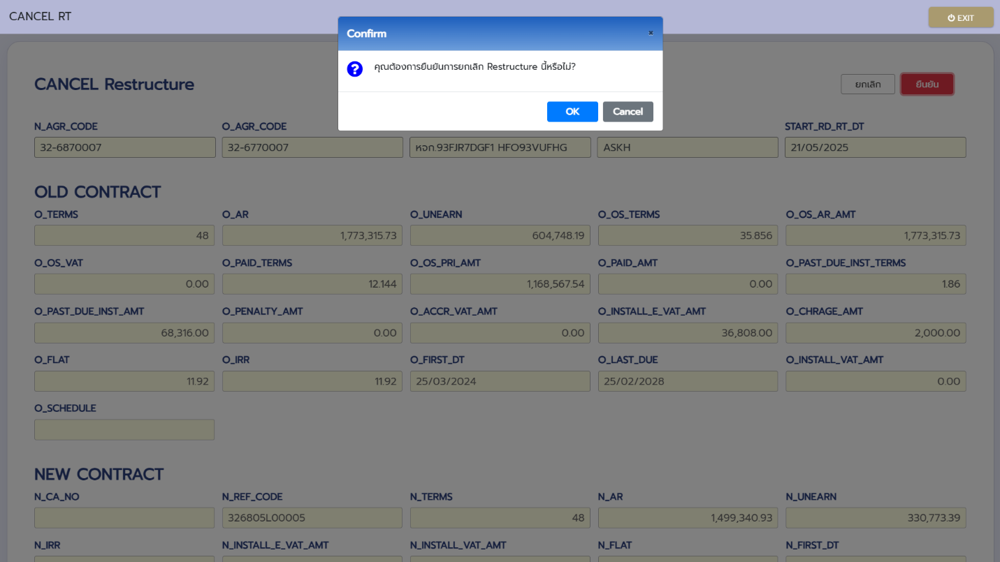 CANCEL RT
EXIT
Confirm
×
คุณต้องการยืนยันการยกเลิก Restructure นี้หรือไม่?
OK Cancel
CANCEL Restructure
ยกเลิก ยืนยัน
N_AGR_CODE O_AGR_CODE START_RD_RT_DT
32-6870007 32-6770007 หจก.93FJR7DGF1 HFO93VUFHG ASKH 21/05/2025
OLD CONTRACT
O_TERMS O_AR O_UNEARN O_OS_TERMS O_OS_AR_AMT
48 1,773,315.73 604,748.19 35.856 1,773,315.73
O_OS_VAT O_PAID_TERMS O_OS_PRI_AMT O_PAID_AMT O_PAST_DUE_INST_TERMS
0.00 12.144 1,168,567.54 0.00 1.86
O_PAST_DUE_INST_AMT O_PENALTY_AMT O_ACCR_VAT_AMT O_INSTALL_E_VAT_AMT O_CHRAGE_AMT
68,316.00 0.00 0.00 36,808.00 2,000.00
O_FLAT O_IRR O_FIRST_DT O_LAST_DUE O_INSTALL_VAT_AMT
11.92 11.92 25/03/2024 25/02/2028 0.00
O_SCHEDULE
NEW CONTRACT
N_CA_NO N_REF_CODE N_TERMS N_AR N_UNEARN
326805L00005 48 1,499,340.93 330,773.39
N_IRR N_INSTALL_E_VAT_AMT N_INSTALL_VAT_AMT N_FLAT N_FIRST_DT